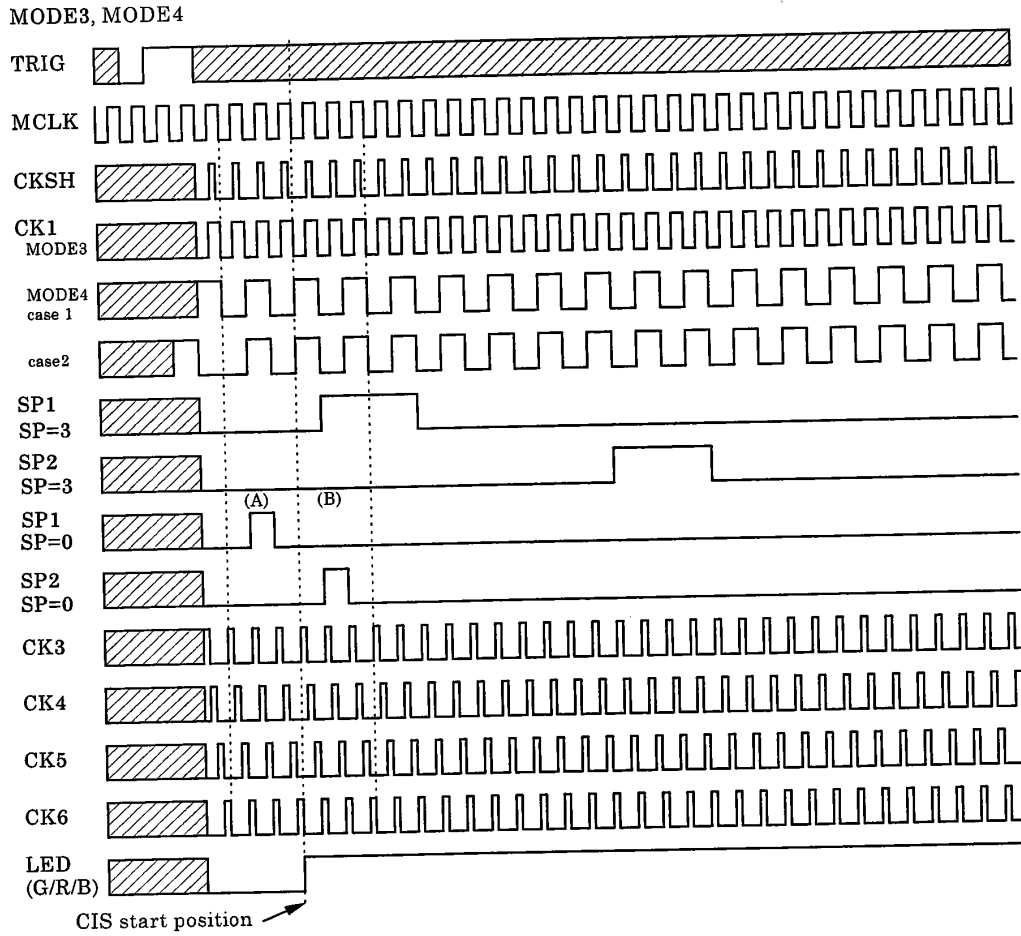 MODE3, MODE4
TRIG
MCLK
CKSH
CK1
MODE3
MODE4
case 1
case2
SP1
SP=3
SP2
SP=3
(A) (B)
SP1
SP=0
SP2
SP=0
CK3
CK4
CK5
CK6
LED
(G/R/B)
CIS start position